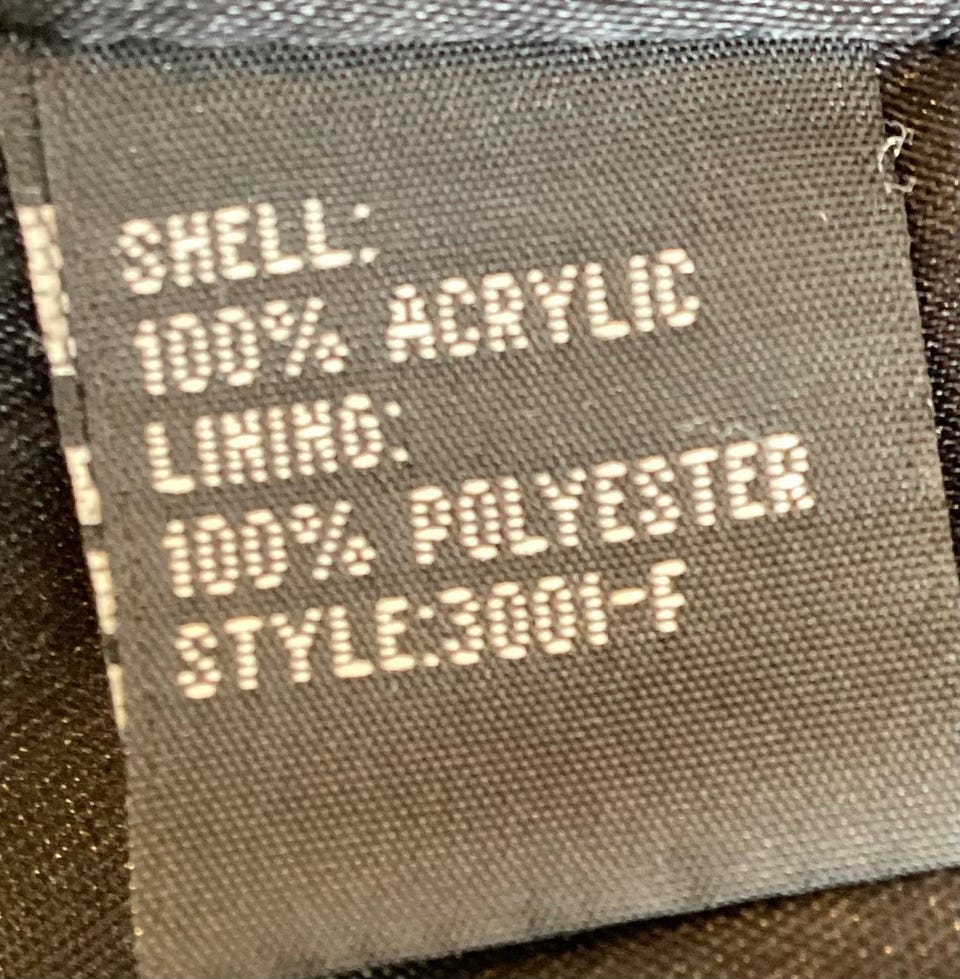 SHELL:
100% ACRYLIC
LINING:
100% POLYESTER
STYLE:3001-F